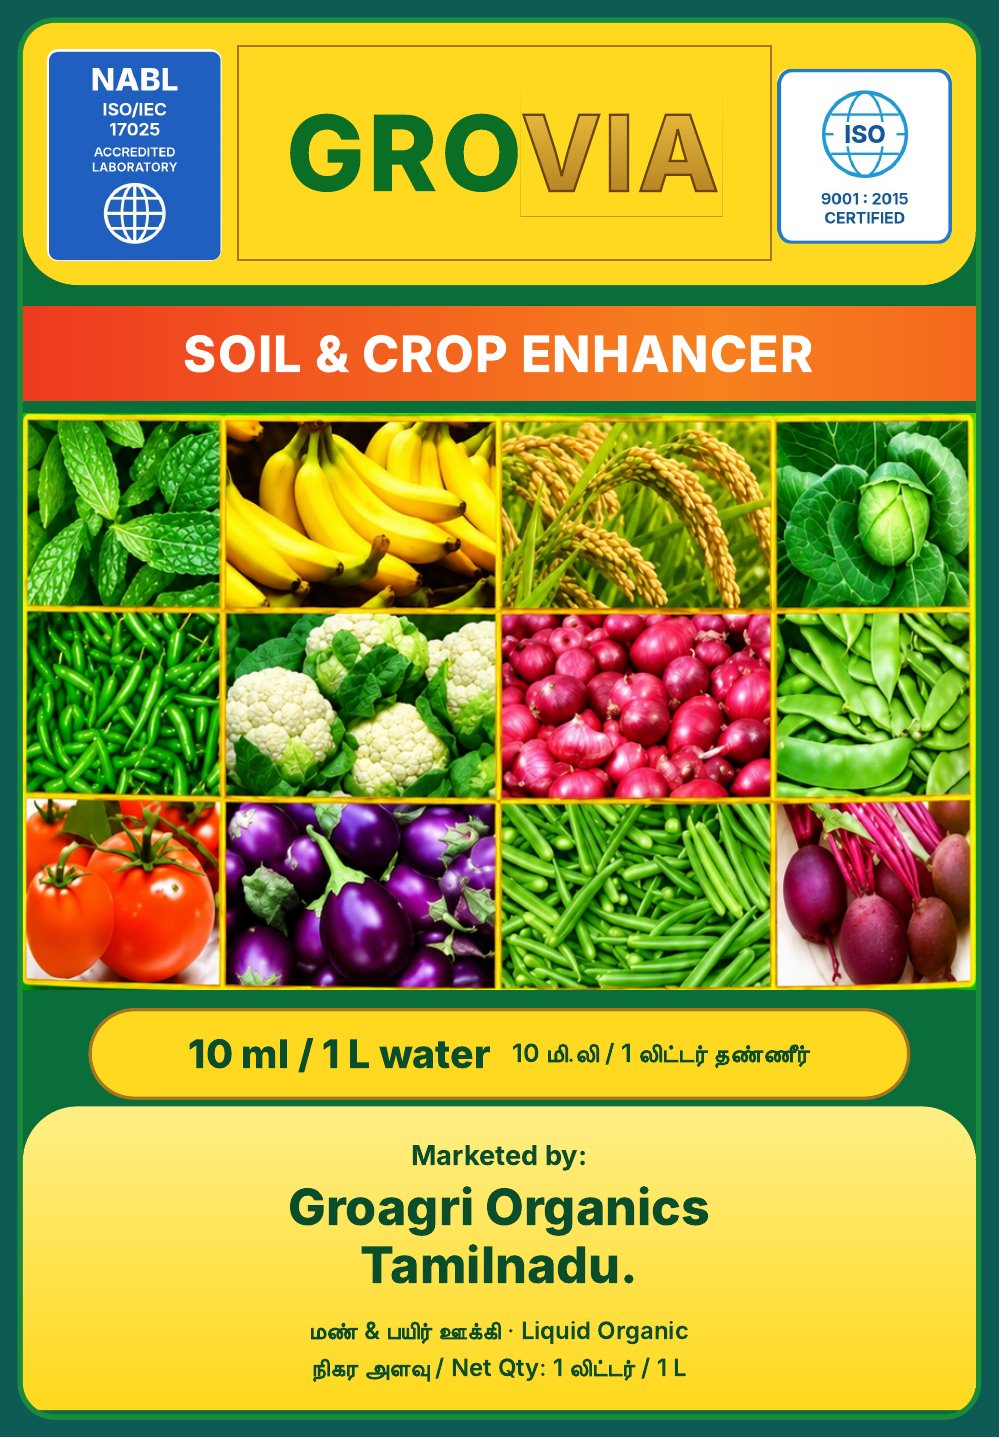 NABL
ISO/IEC
17025
ACCREDITED
LABORATORY
GROVIA
ISO
9001 : 2015
CERTIFIED
SOIL & CROP ENHANCER
10 ml / 1 L water 10 மி.லி / 1 லிட்டர் தண்ணீர்
Marketed by:
Groagri Organics
Tamilnadu.
மண் & பயிர் ஊக்கி · Liquid Organic
நிகர அளவு / Net Qty: 1 லிட்டர் / 1 L